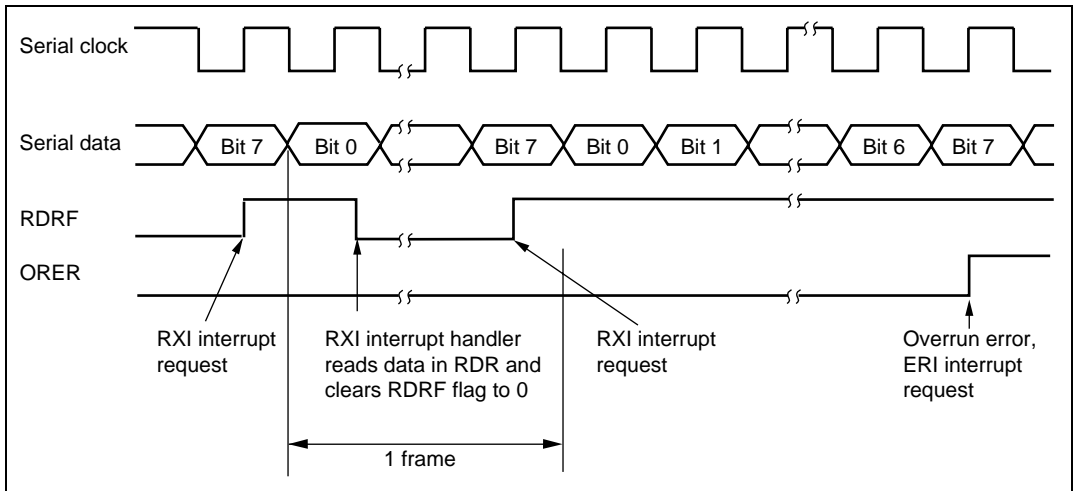 Serial clock
Serial data
Bit 7
Bit 0
Bit 7
Bit 0
Bit 1
Bit 6
Bit 7
RDRF
ORER
RXI interrupt
request
RXI interrupt handler
reads data in RDR and
clears RDRF flag to 0
RXI interrupt
request
Overrun error,
ERI interrupt
request
1 frame